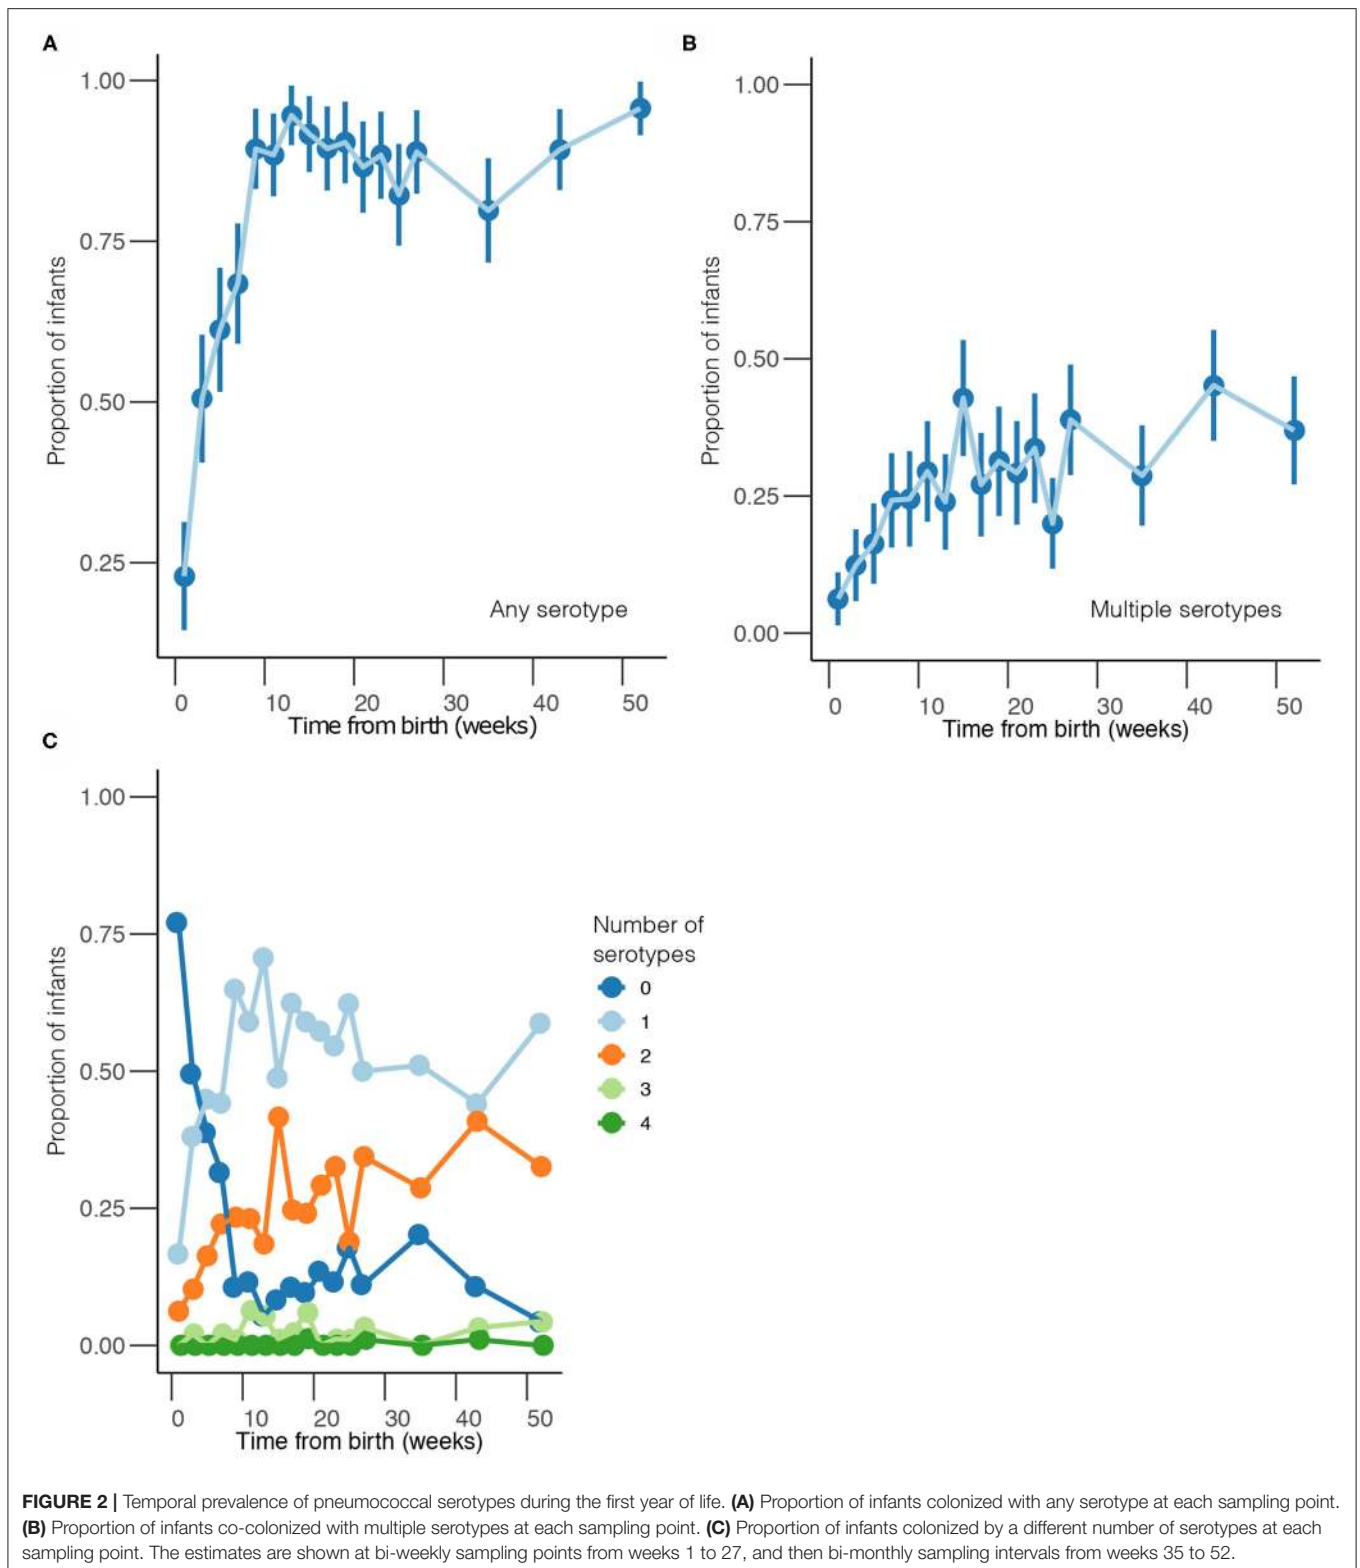 A
1.00
0.75
0.50
0.25
Proportion of infants
Any serotype
0 10 20 30 40 50
Time from birth (weeks)
B
1.00
0.75
0.50
0.25
0.00
Proportion of infants
Multiple serotypes
0 10 20 30 40 50
Time from birth (weeks)
C
1.00
0.75
0.50
0.25
0.00
Proportion of infants
0 10 20 30 40 50
Time from birth (weeks)
Number of
serotypes
0
1
2
3
4
FIGURE 2 | Temporal prevalence of pneumococcal serotypes during the first year of life. (A) Proportion of infants colonized with any serotype at each sampling point.
(B) Proportion of infants co-colonized with multiple serotypes at each sampling point. (C) Proportion of infants colonized by a different number of serotypes at each
sampling point. The estimates are shown at bi-weekly sampling points from weeks 1 to 27, and then bi-monthly sampling intervals from weeks 35 to 52.